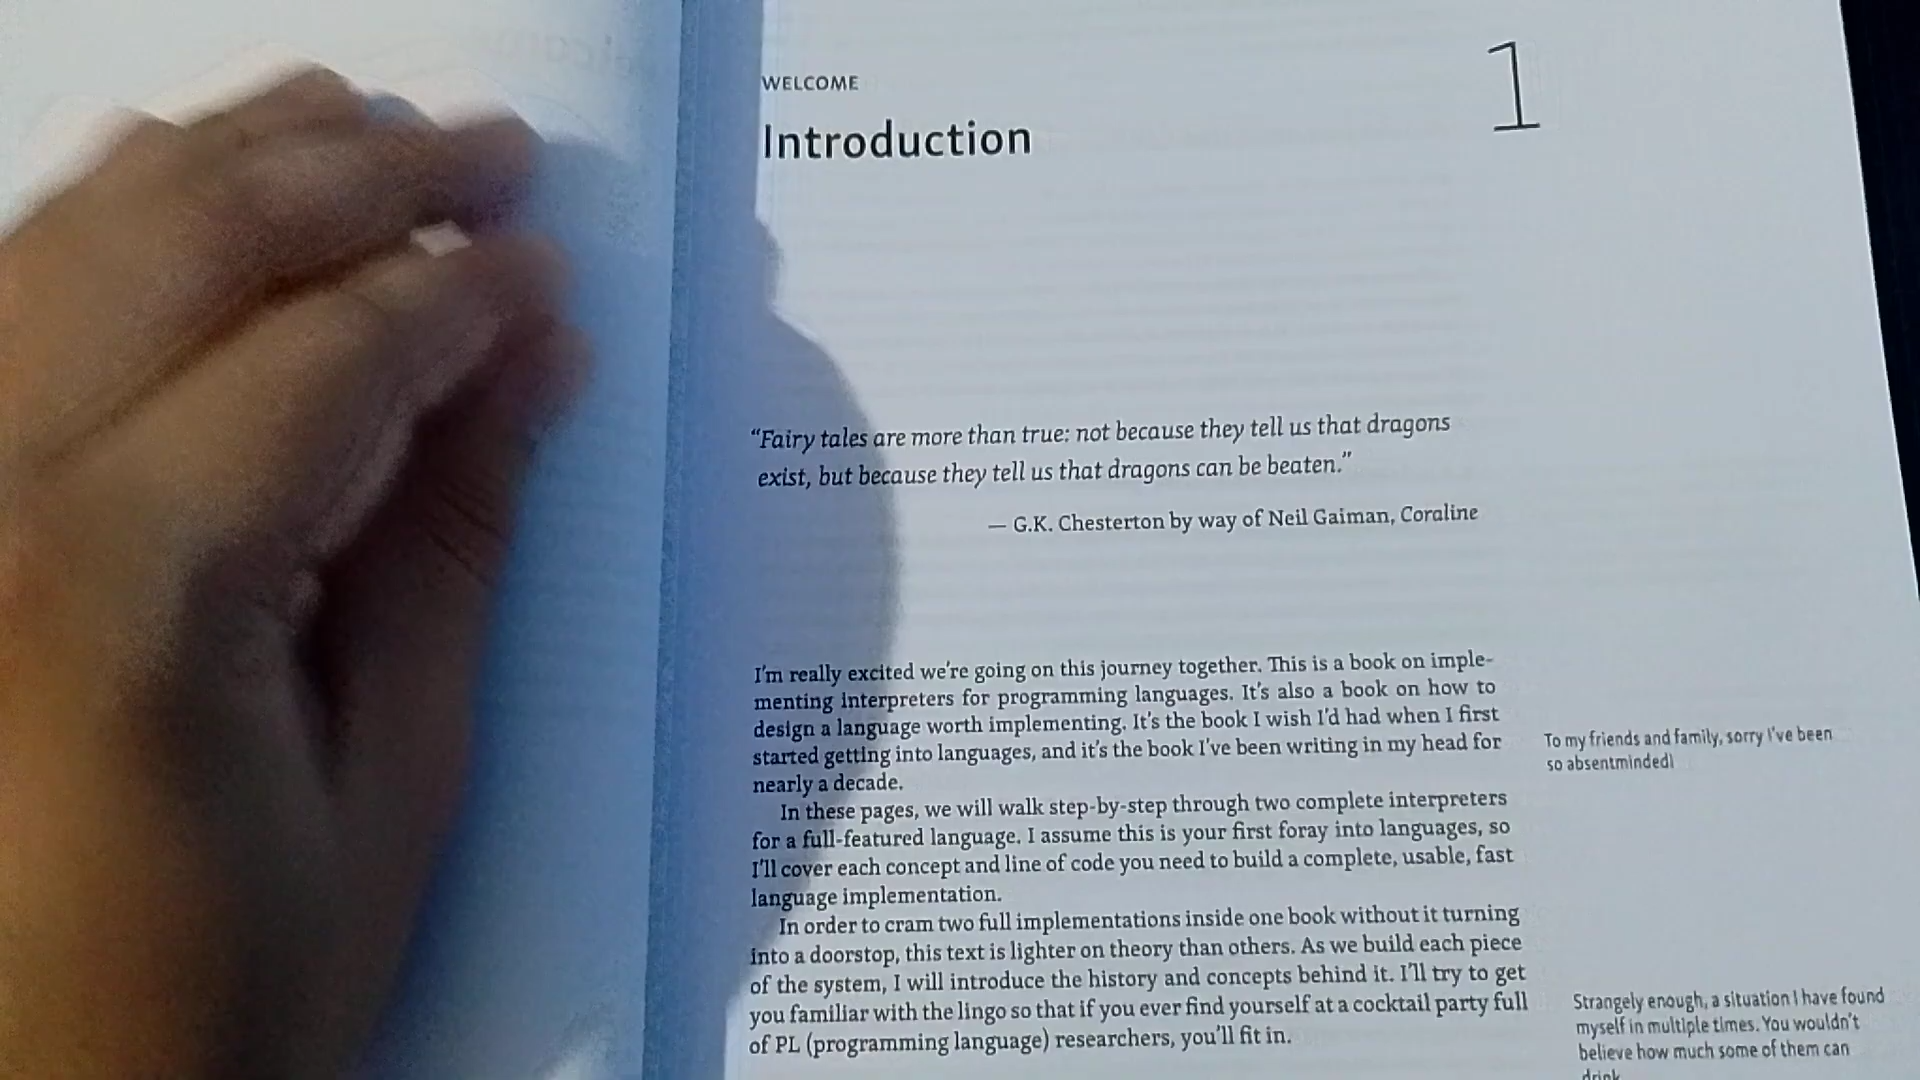 WELCOME
1
Introduction
“Fairy tales are more than true: not because they tell us that dragons
exist, but because they tell us that dragons can be beaten.”
— G.K. Chesterton by way of Neil Gaiman, Coraline
I’m really excited we’re going on this journey together. This is a book on imple-
menting interpreters for programming languages. It’s also a book on how to
design a language worth implementing. It’s the book I wish I’d had when I first
started getting into languages, and it’s the book I’ve been writing in my head for
nearly a decade.
To my friends and family, sorry I’ve been
so absentminded!
In these pages, we will walk step-by-step through two complete interpreters
for a full-featured language. I assume this is your first foray into languages, so
I’ll cover each concept and line of code you need to build a complete, usable, fast
language implementation.
In order to cram two full implementations inside one book without it turning
into a doorstop, this text is lighter on theory than others. As we build each piece
of the system, I will introduce the history and concepts behind it. I’ll try to get
you familiar with the lingo so that if you ever find yourself at a cocktail party full
of PL (programming language) researchers, you’ll fit in.
Strangely enough, a situation I have found
myself in multiple times. You wouldn’t
believe how much some of them can
drink